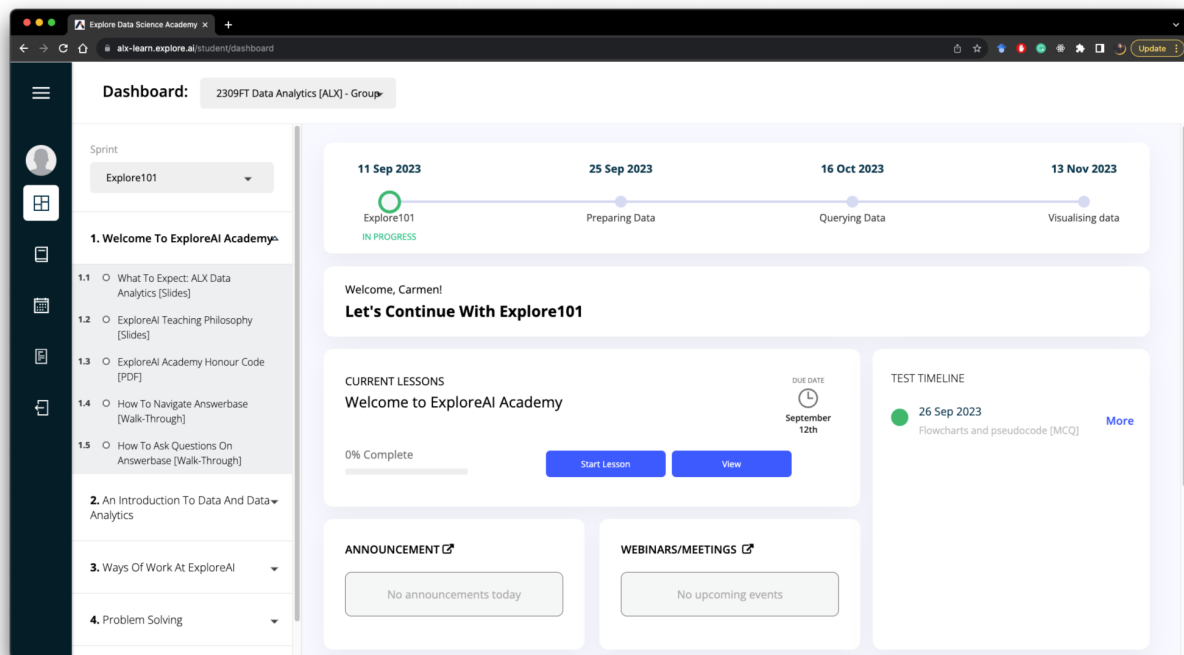 Explore Data Science Academy
alx-learn.explore.ai/student/dashboard
Update
Dashboard:
2309FT Data Analytics [ALX] - Group
Sprint
Explore101
1. Welcome To ExploreAI Academy
1.1 What To Expect: ALX Data
Analytics [Slides]
1.2 ExploreAI Teaching Philosophy
[Slides]
1.3 ExploreAI Academy Honour Code
[PDF]
1.4 How To Navigate Answerbase
[Walk-Through]
1.5 How To Ask Questions On
Answerbase [Walk-Through]
2. An Introduction To Data And Data
Analytics
3. Ways Of Work At ExploreAI
4. Problem Solving
11 Sep 2023 25 Sep 2023 16 Oct 2023 13 Nov 2023
Explore101 Preparing Data Querying Data Visualising data
IN PROGRESS
Welcome, Carmen!
Let's Continue With Explore101
CURRENT LESSONS
Welcome to ExploreAI Academy
DUE DATE
September
12th
0% Complete
Start Lesson
View
TEST TIMELINE
26 Sep 2023
Flowcharts and pseudocode [MCQ]
More
ANNOUNCEMENT
No announcements today
WEBINARS/MEETINGS
No upcoming events